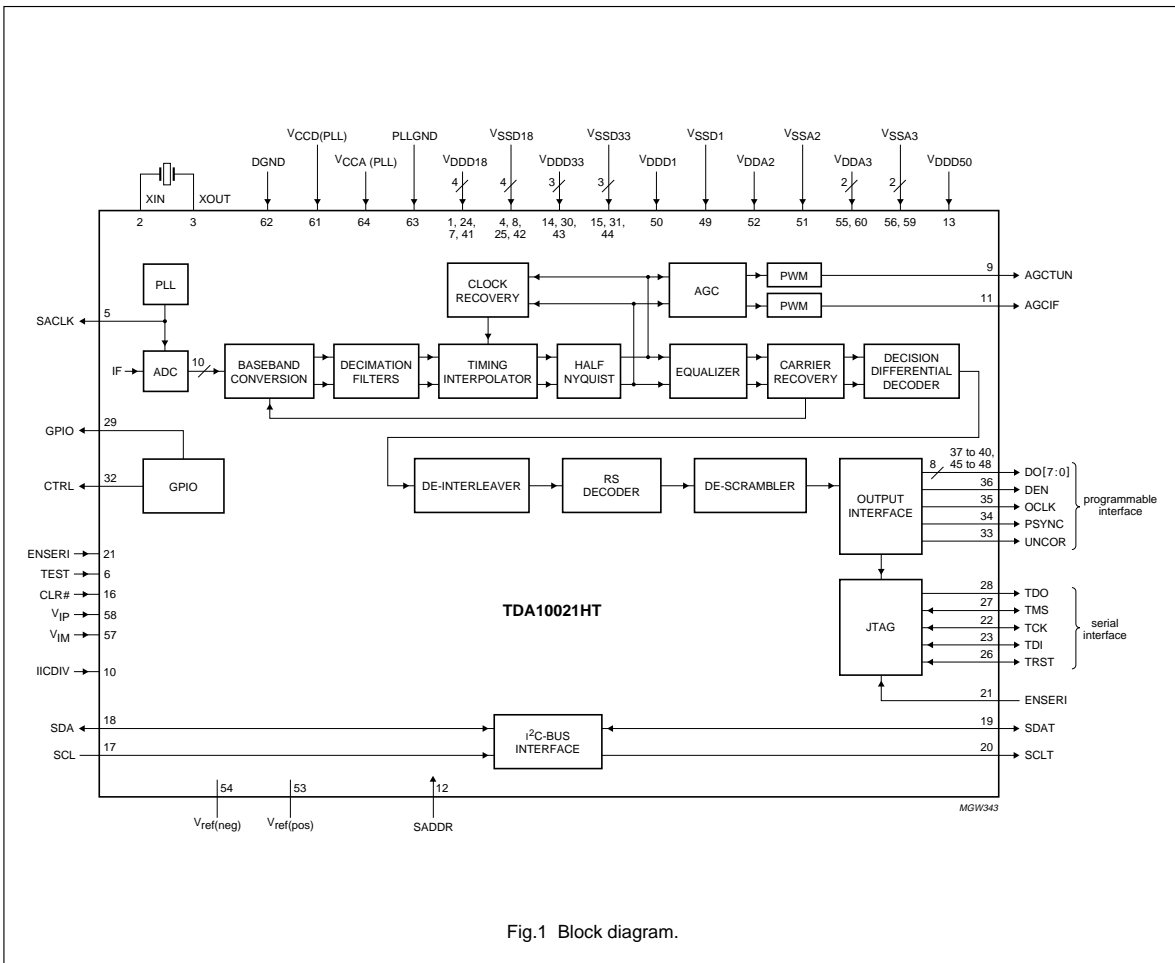 VCCD(PLL) PLLGND VSSD18 VSSD33 VSSD1 VSSA2 VSSA3
DGND VCCA (PLL) VDDD18 VDDD33 VDDD1 VDDA2 VDDA3 VDDD50
4 4 3 3 2 2
XIN XOUT
2 3 62 61 64 63 1, 24, 4, 8, 14, 30, 15, 31, 50 49 52 51 55, 60 56, 59 13
7, 41 25, 42 43 44
PLL
CLOCK
RECOVERY
AGC
PWM
9
AGCTUN
PWM
11
AGCIF
SACLK
5
IF
ADC
10
BASEBAND
CONVERSION
DECIMATION
FILTERS
TIMING
INTERPOLATOR
HALF
NYQUIST
EQUALIZER
CARRIER
RECOVERY
DECISION
DIFFERENTIAL
DECODER
GPIO
29
CTRL
32
GPIO
DE-INTERLEAVER
RS
DECODER
DE-SCRAMBLER
OUTPUT
INTERFACE
37 to 40,
45 to 48
8
DO[7:0]
36
DEN
35
OCLK
34
PSYNC
33
UNCOR
programmable
interface
ENSERI
21
TEST
6
CLR#
16
VIP
58
VIM
57
IICDIV
10
TDA10021HT
JTAG
28
TDO
27
TMS
22
TCK
23
TDI
26
TRST
serial
interface
21
ENSERI
SDA
18
SCL
17
I2C-BUS
INTERFACE
19
SDAT
20
SCLT
54 53 12
Vref(neg) Vref(pos) SADDR
MGW343
Fig.1 Block diagram.